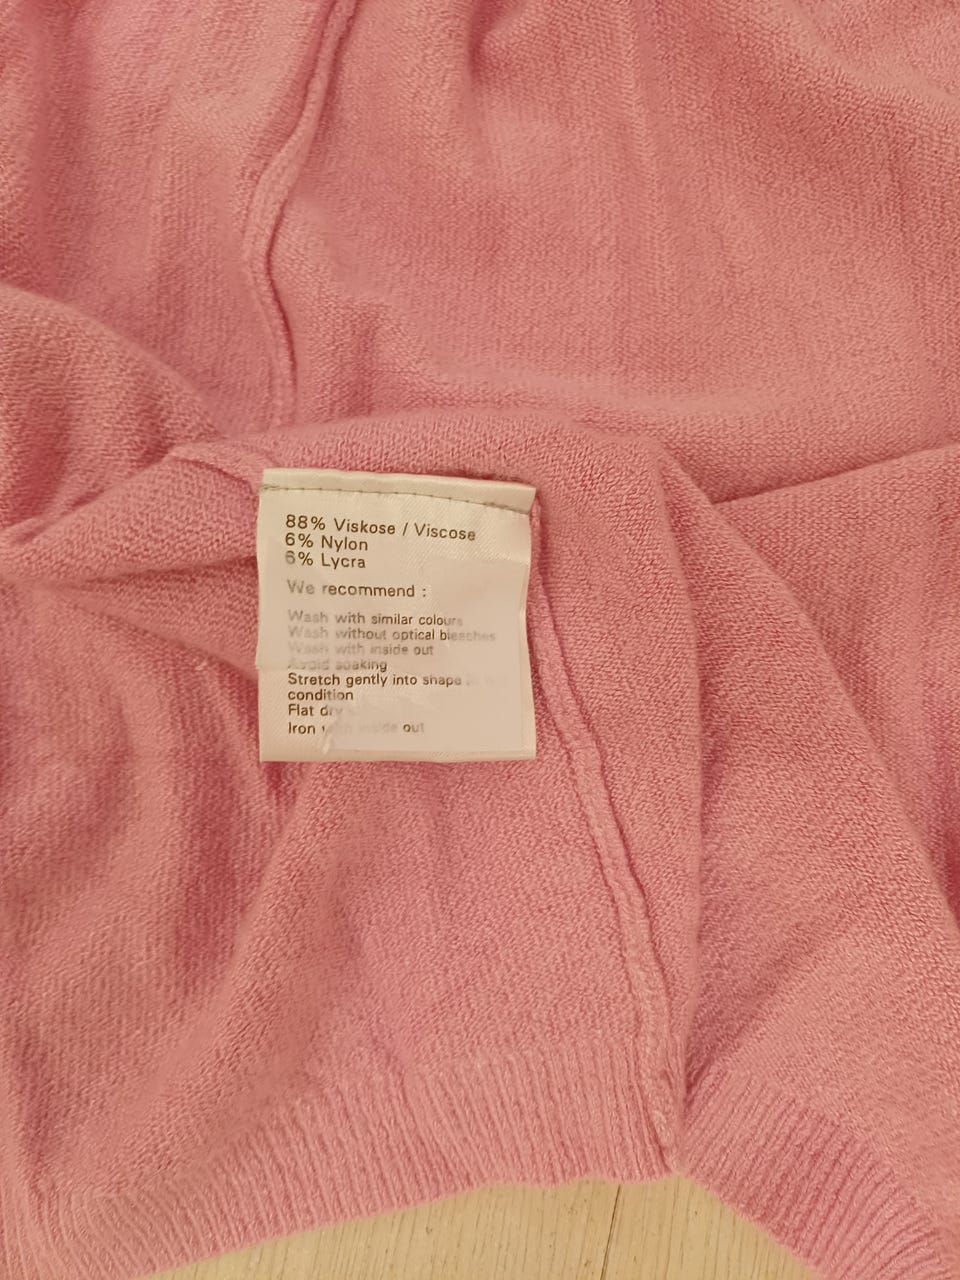 88% Viskose / Viscose
6% Nylon
6% Lycra
We recommend :
Wash with similar colours
Wash without optical bleaches
Wash with inside out
Avoid soaking
Stretch gently into shape
condition
Flat dry
Iron with inside out